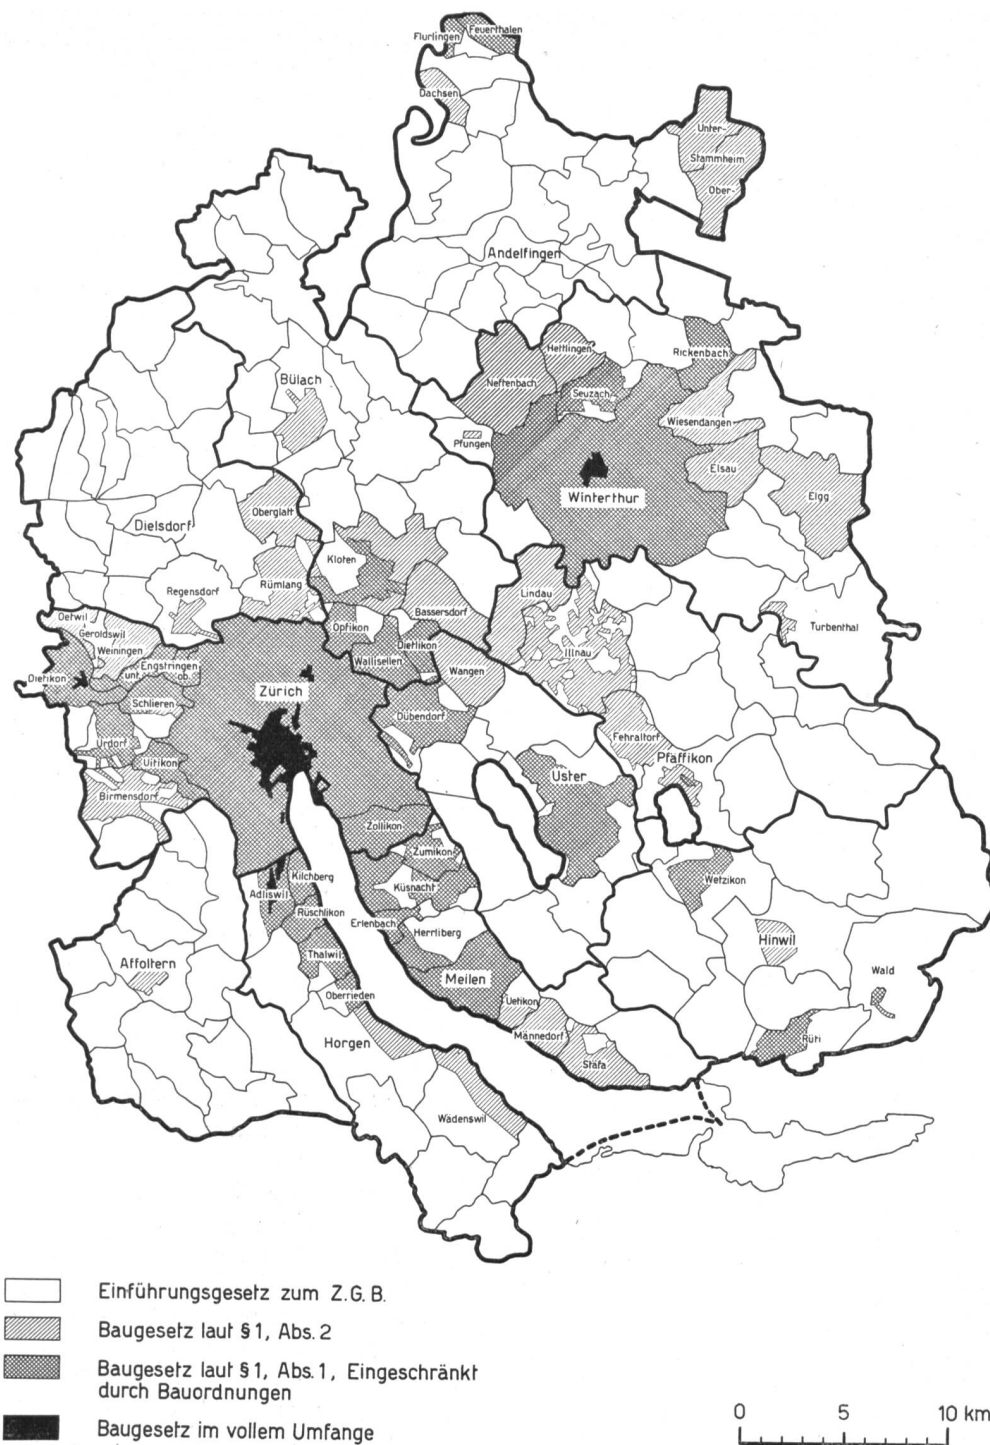 Flurlingen
Feuerthalen
Dachsen
Unter-
Stammheim
Ober-
Andelfingen
Hettlingen
Rickenbach
Bülach
Neftenbach
Seuzach
Wiesendangen
Pfungen
Elsau
Winterthur
Elgg
Dielsdorf
Oberglatt
Kloten
Regensdorf
Rümlang
Lindau
Bassersdorf
Oetwil
Geroldswil
Weiningen
Opfikon
Dietlikon
Turbenthal
Illnau
Engstringen
unt.
ob.
Wallisellen
Wangen
Dietikon
Zürich
Schlieren
Dübendorf
Urdorf
Fehraltorf
Uitikon
Pfäffikon
Uster
Birmensdorf
Zollikon
Zumikon
Kilchberg
Adliswil
Küsnacht
Wetzikon
Rüschlikon
Erlenbach
Herrliberg
Hinwil
Thalwil
Affoltern
Meilen
Wald
Oberrieden
Uehikon
Männedorf
Rüti
Horgen
Stäfa
Wädenswil
Einführungsgesetz zum Z.G.B.
Baugesetz laut § 1, Abs. 2
Baugesetz laut § 1, Abs. 1, Eingeschränkt
durch Bauordnungen
Baugesetz im vollem Umfange
0 5 10 km